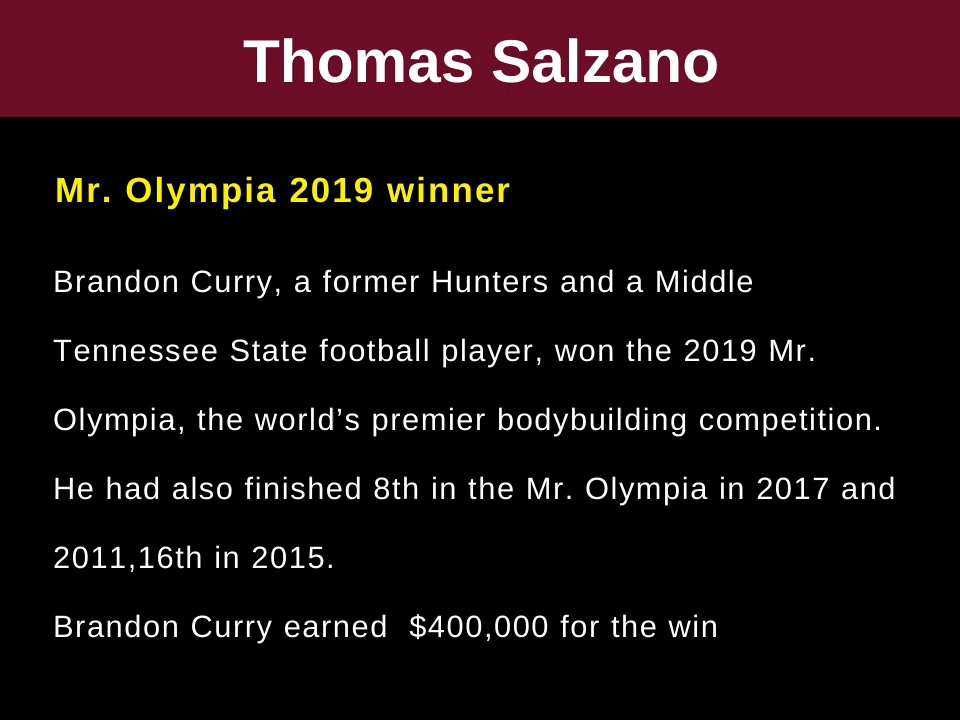 Thomas Salzano
Mr. Olympia 2019 winner
Brandon Curry, a former Hunters and a Middle
Tennessee State football player, won the 2019 Mr.
Olympia, the world’s premier bodybuilding competition.
He had also finished 8th in the Mr. Olympia in 2017 and
2011,16th in 2015.
Brandon Curry earned  $400,000 for the win